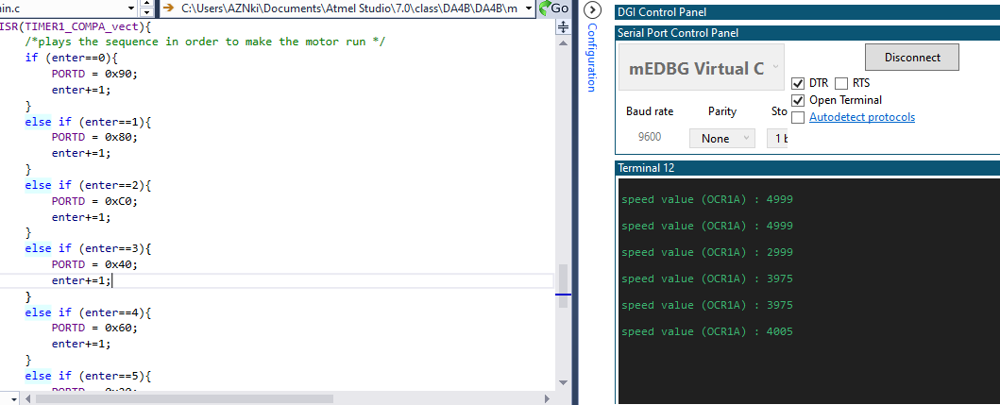 ain.c
C:\Users\AZNki\Documents\Atmel Studio\7.0\class\DA4B\DA4B\m
Go
ISR(TIMER1_COMPA_vect){
/*plays the sequence in order to make the motor run */
if (enter==0){
PORTD = 0x90;
enter+=1;
}
else if (enter==1){
PORTD = 0x80;
enter+=1;
}
else if (enter==2){
PORTD = 0xC0;
enter+=1;
}
else if (enter==3){
PORTD = 0x40;
enter+=1;
}
else if (enter==4){
PORTD = 0x60;
enter+=1;
}
else if (enter==5){
PORTD = 0x20;
Configuration
DGI Control Panel
Serial Port Control Panel
mEDBG Virtual C
Disconnect
DTR RTS
Open Terminal
Autodetect protocols
Baud rate Parity Sto
9600 None 1 b
Terminal 12
speed value (OCR1A) : 4999
speed value (OCR1A) : 4999
speed value (OCR1A) : 2999
speed value (OCR1A) : 3975
speed value (OCR1A) : 3975
speed value (OCR1A) : 4005